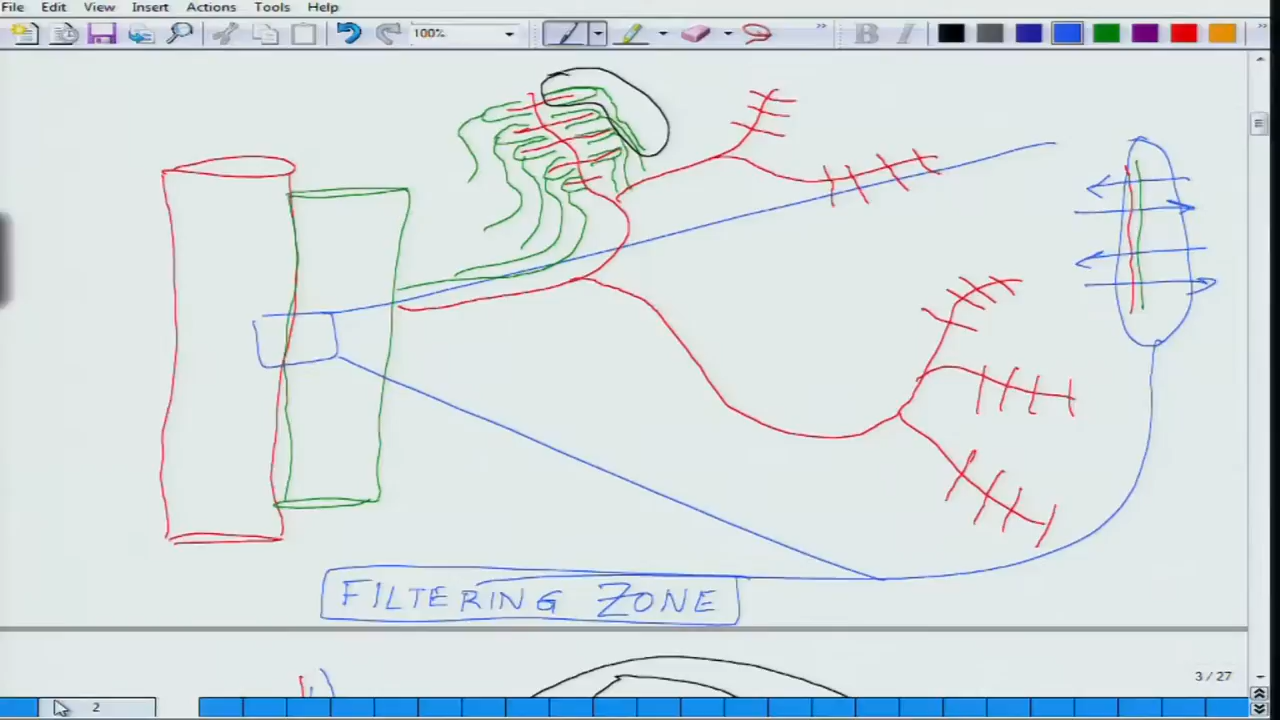 File Edit View Insert Actions Tools Help
100%
B I
FILTERING ZONE
3 / 27
2